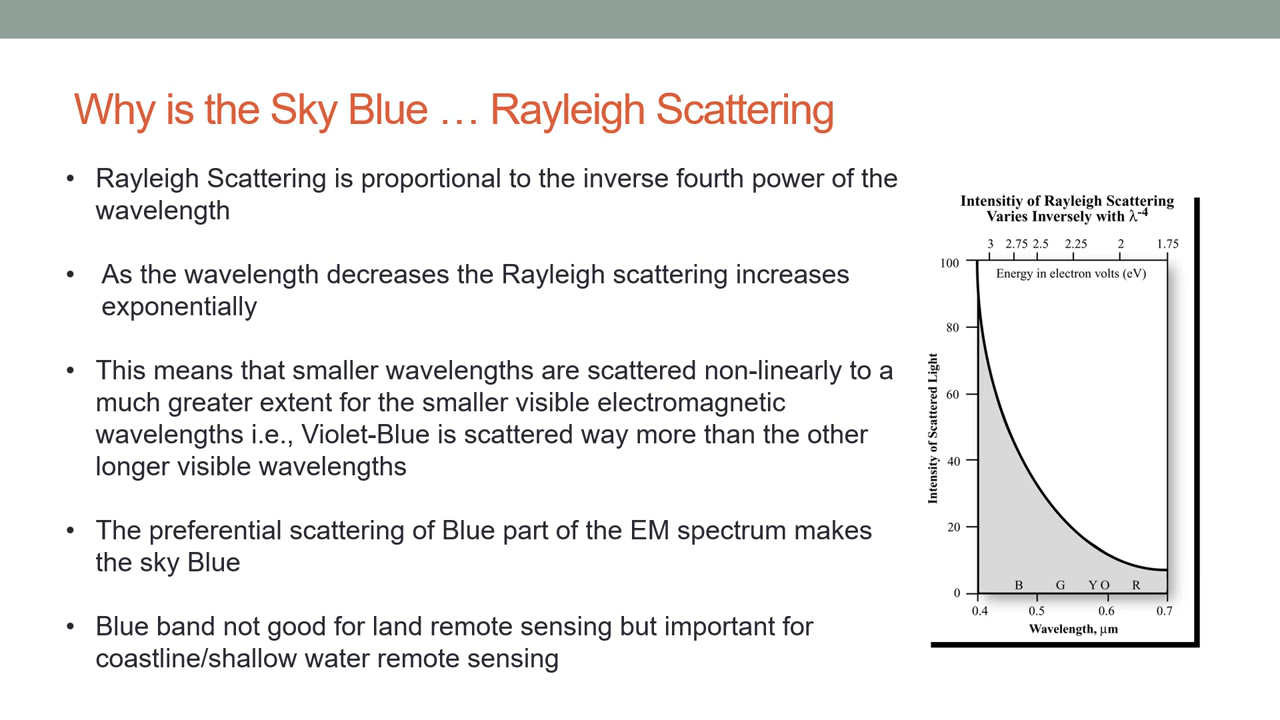 Why is the Sky Blue … Rayleigh Scattering
• Rayleigh Scattering is proportional to the inverse fourth power of the
wavelength
• As the wavelength decreases the Rayleigh scattering increases
exponentially
• This means that smaller wavelengths are scattered non-linearly to a
much greater extent for the smaller visible electromagnetic
wavelengths i.e., Violet-Blue is scattered way more than the other
longer visible wavelengths
• The preferential scattering of Blue part of the EM spectrum makes
the sky Blue
• Blue band not good for land remote sensing but important for
coastline/shallow water remote sensing
Intensitiy of Rayleigh Scattering
Varies Inversely with λ-4
3 2.75 2.5 2.25 2 1.75
Energy in electron volts (eV)
100
80
60
40
20
0
Intensity of Scattered Light
B G Y O R
0.4 0.5 0.6 0.7
Wavelength, μm